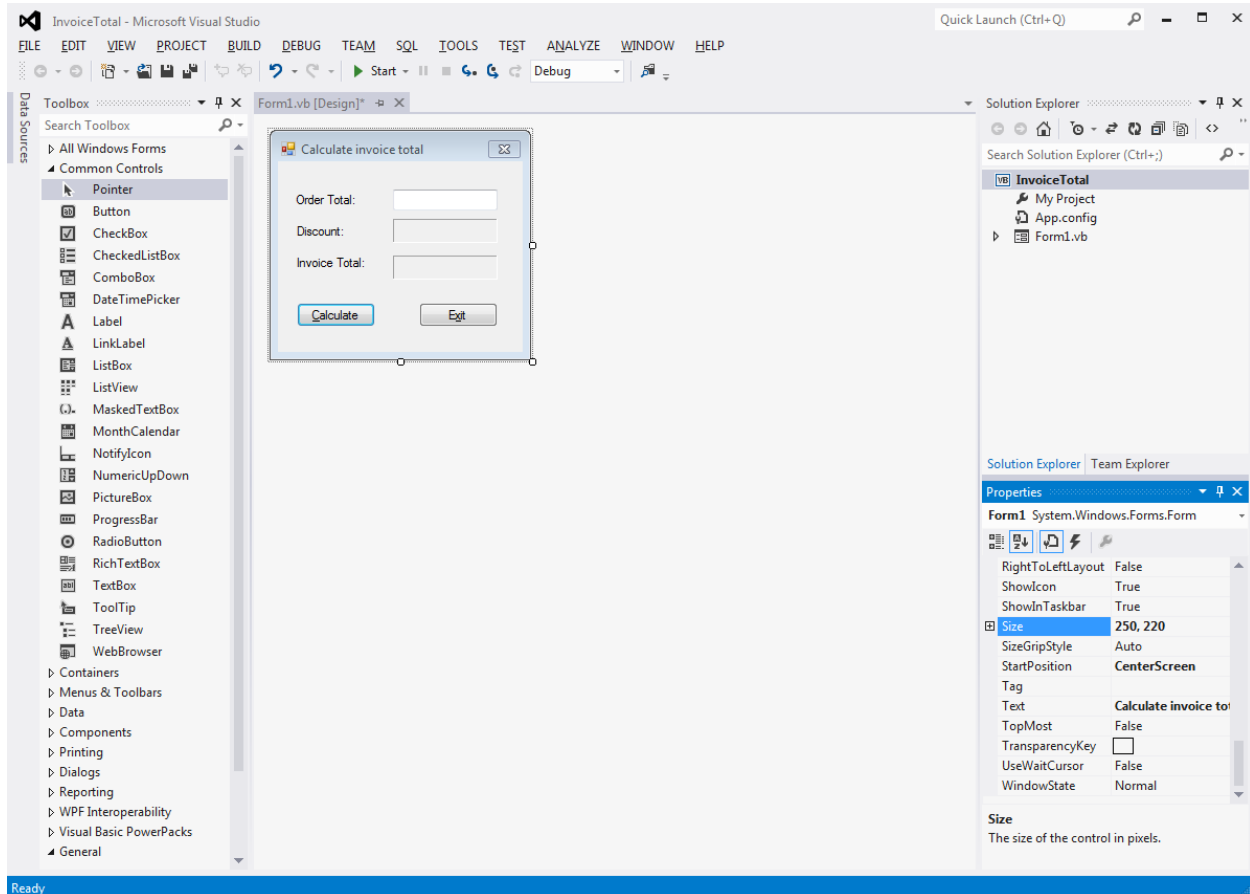 InvoiceTotal - Microsoft Visual Studio
Quick Launch (Ctrl+Q)
FILE EDIT VIEW PROJECT BUILD DEBUG TEAM SQL TOOLS TEST ANALYZE WINDOW HELP
Start Debug
Data Sources
Toolbox
Search Toolbox
All Windows Forms
Common Controls
Pointer
Button
CheckBox
CheckedListBox
ComboBox
DateTimePicker
Label
LinkLabel
ListBox
ListView
MaskedTextBox
MonthCalendar
NotifyIcon
NumericUpDown
PictureBox
ProgressBar
RadioButton
RichTextBox
TextBox
ToolTip
TreeView
WebBrowser
Containers
Menus & Toolbars
Data
Components
Printing
Dialogs
Reporting
WPF Interoperability
Visual Basic PowerPacks
General
Form1.vb [Design]*
Calculate invoice total
Order Total:
Discount:
Invoice Total:
Calculate Exit
Solution Explorer
Search Solution Explorer (Ctrl+;)
VB InvoiceTotal
My Project
App.config
Form1.vb
Solution Explorer Team Explorer
Properties
Form1 System.Windows.Forms.Form
RightToLeftLayout False
ShowIcon True
ShowInTaskbar True
Size 250, 220
SizeGripStyle Auto
StartPosition CenterScreen
Tag
Text Calculate invoice tot
TopMost False
TransparencyKey
UseWaitCursor False
WindowState Normal
Size
The size of the control in pixels.
Ready